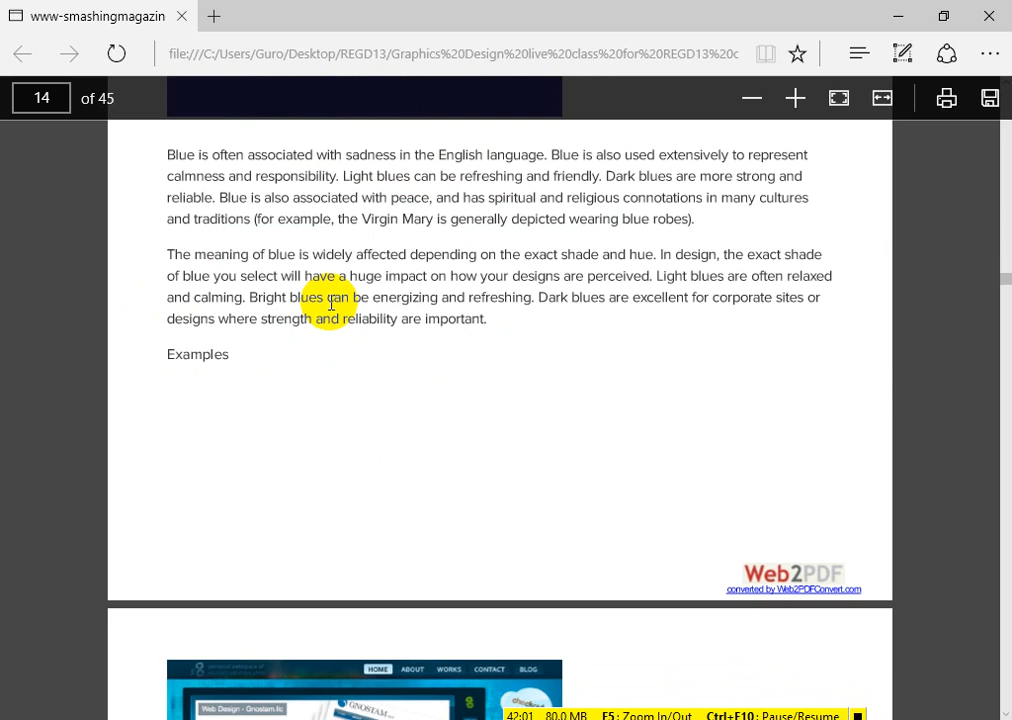 www-smashingmagazin
file:///C:/Users/Guro/Desktop/REGD13/Graphics%20Design%20live%20class%20for%20REGD13%20c
14 of 45
Blue is often associated with sadness in the English language. Blue is also used extensively to represent
calmness and responsibility. Light blues can be refreshing and friendly. Dark blues are more strong and
reliable. Blue is also associated with peace, and has spiritual and religious connotations in many cultures
and traditions (for example, the Virgin Mary is generally depicted wearing blue robes).
The meaning of blue is widely affected depending on the exact shade and hue. In design, the exact shade
of blue you select will have a huge impact on how your designs are perceived. Light blues are often relaxed
and calming. Bright blues can be energizing and refreshing. Dark blues are excellent for corporate sites or
designs where strength and reliability are important.
Examples
Web2PDF
converted by Web2PDFConvert.com
HOME ABOUT WORKS CONTACT BLOG
Web Design - Gnostam.llc
GNOSTAM
42:01 80.0 MB F5: Zoom In/Out Ctrl+F10: Pause/Resume